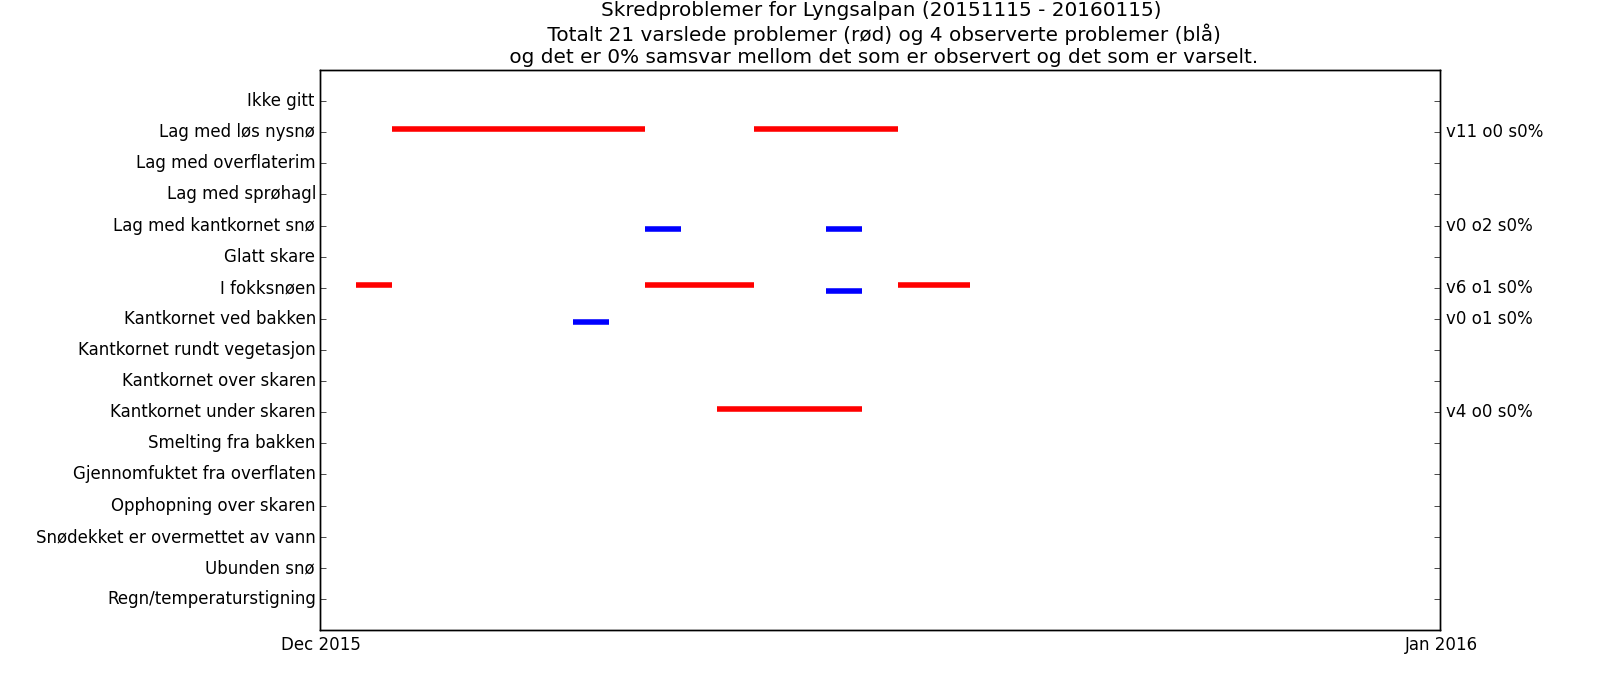 Skredproblemer for Lyngsalpan (20151115 - 20160115)
Totalt 21 varslede problemer (rød) og 4 observerte problemer (blå)
og det er 0% samsvar mellom det som er observert og det som er varselt.
Ikke gitt
Lag med løs nysnø v11 o0 s0%
Lag med overflaterim
Lag med sprøhagl
Lag med kantkornet snø v0 o2 s0%
Glatt skare
I fokksnøen v6 o1 s0%
Kantkornet ved bakken v0 o1 s0%
Kantkornet rundt vegetasjon
Kantkornet over skaren
Kantkornet under skaren v4 o0 s0%
Smelting fra bakken
Gjennomfuktet fra overflaten
Opphopning over skaren
Snødekket er overmettet av vann
Ubunden snø
Regn/temperaturstigning
Dec 2015 Jan 2016